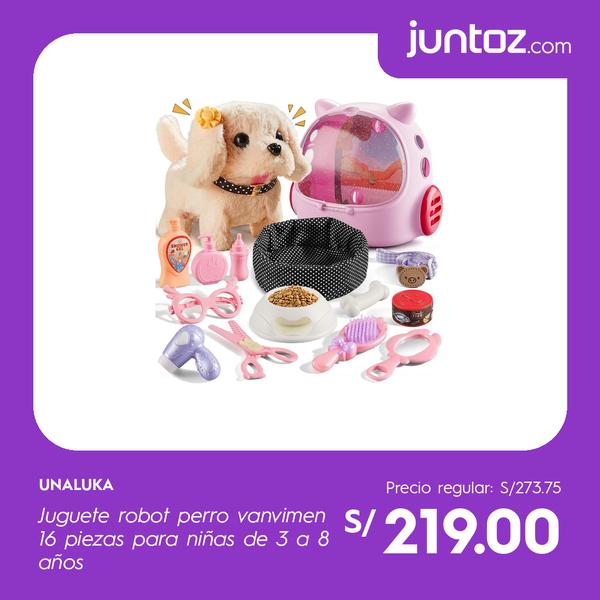 juntoz.com
UNALUKA
Juguete robot perro vanvimen
16 piezas para niñas de 3 a 8
años
Precio regular: S/273.75
S/219.00